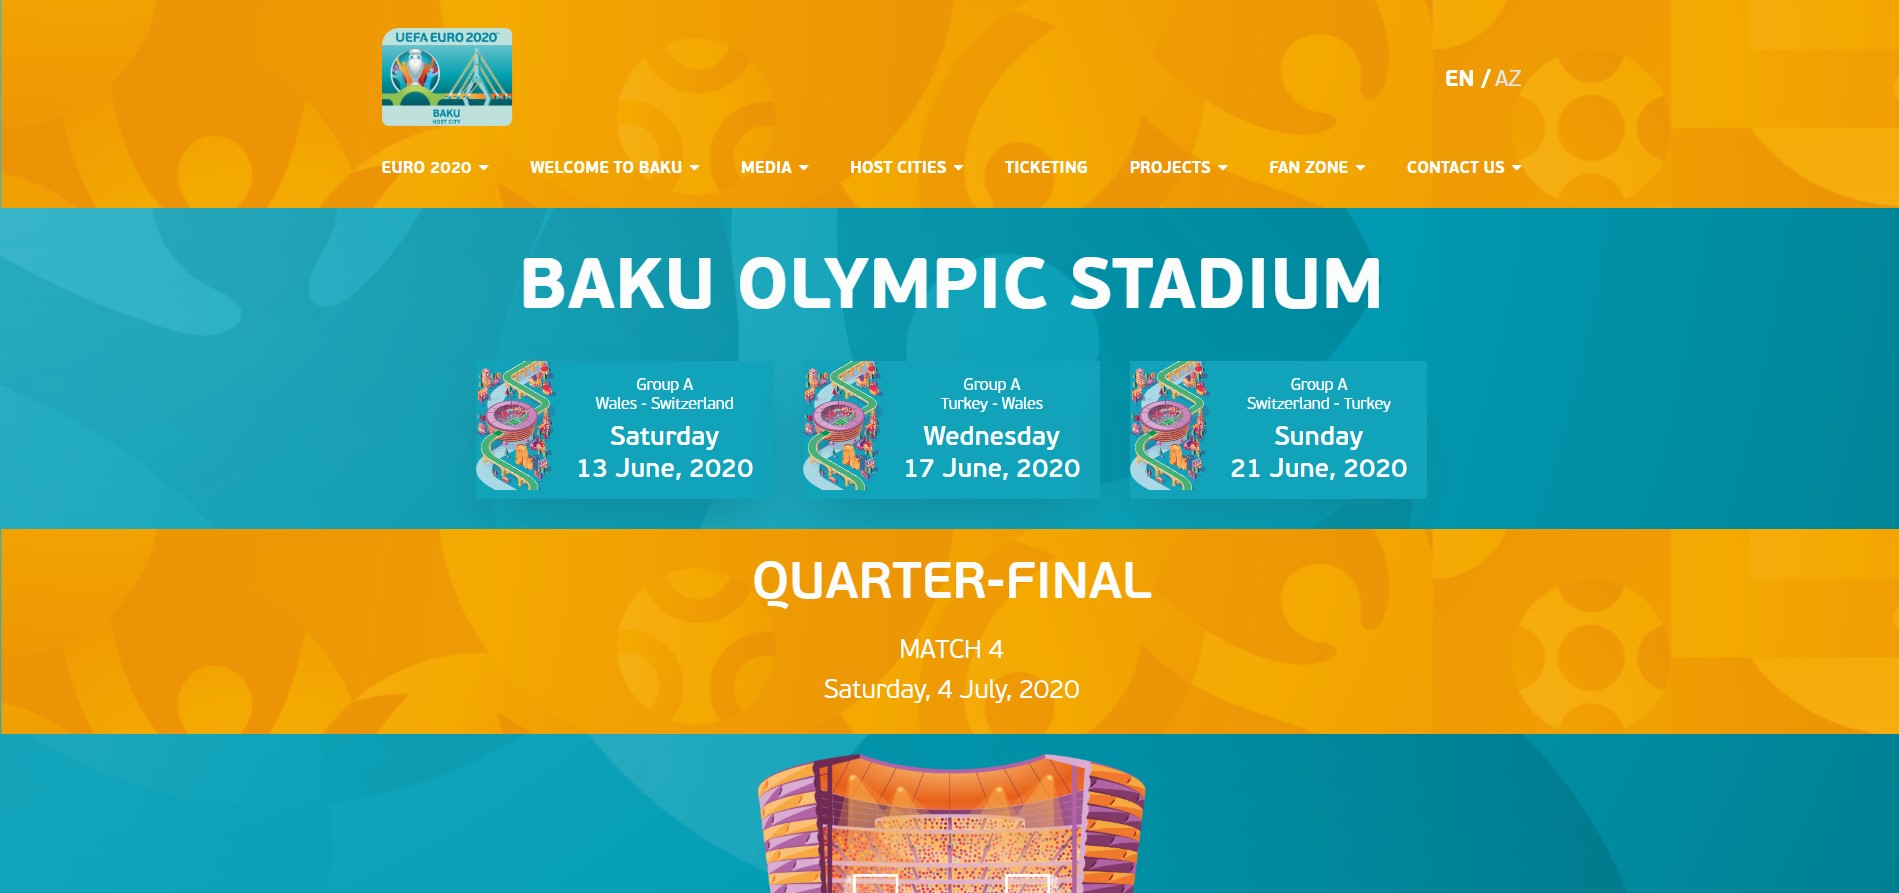 UEFA EURO 2020
BAKU
HOST CITY
EN / AZ
EURO 2020 WELCOME TO BAKU MEDIA HOST CITIES TICKETING PROJECTS FAN ZONE CONTACT US
BAKU OLYMPIC STADIUM
Group A
Wales - Switzerland
Saturday
13 June, 2020
Group A
Turkey - Wales
Wednesday
17 June, 2020
Group A
Switzerland - Turkey
Sunday
21 June, 2020
QUARTER-FINAL
MATCH 4
Saturday, 4 July, 2020